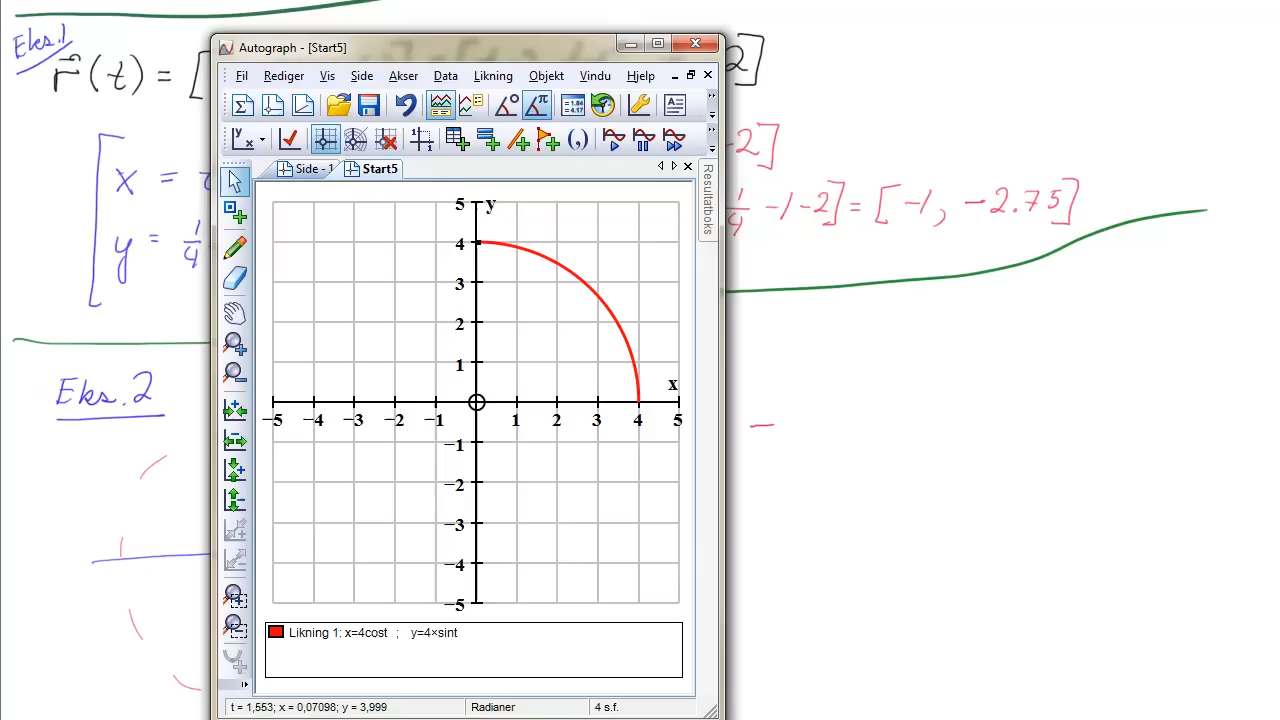 Eks.1
r⃗(t) = [
2]
x =
y = 1/4
-2]
1/4 -1-2] = [-1, -2.75]
Eks.2
Autograph - [Start5]
Fil Rediger Vis Side Akser Data Likning Objekt Vindu Hjelp
Side - 1 Start5
Resultatboks
y
5
4
3
2
1
x
-5 -4 -3 -2 -1 1 2 3 4 5
-1
-2
-3
-4
-5
Likning 1: x=4cost ; y=4×sint
t = 1,553; x = 0,07098; y = 3,999 Radianer 4 s.f.